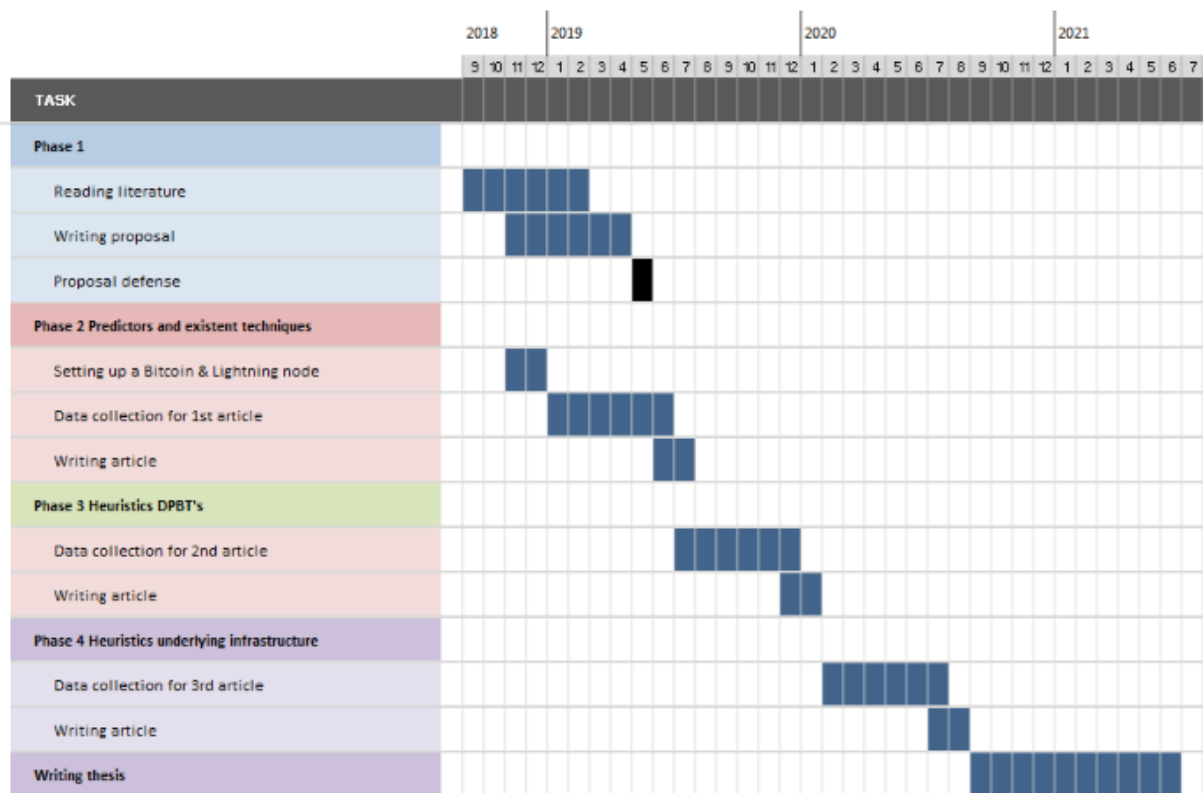 2018 2019 2020 2021
9 10 11 12 1 2 3 4 5 6 7 8 9 10 11 12 1 2 3 4 5 6 7 8 9 10 11 12 1 2 3 4 5 6 7
TASK
Phase 1
Reading literature
Writing proposal
Proposal defense
Phase 2 Predictors and existent techniques
Setting up a Bitcoin & Lightning node
Data collection for 1st article
Writing article
Phase 3 Heuristics DPBT's
Data collection for 2nd article
Writing article
Phase 4 Heuristics underlying infrastructure
Data collection for 3rd article
Writing article
Writing thesis